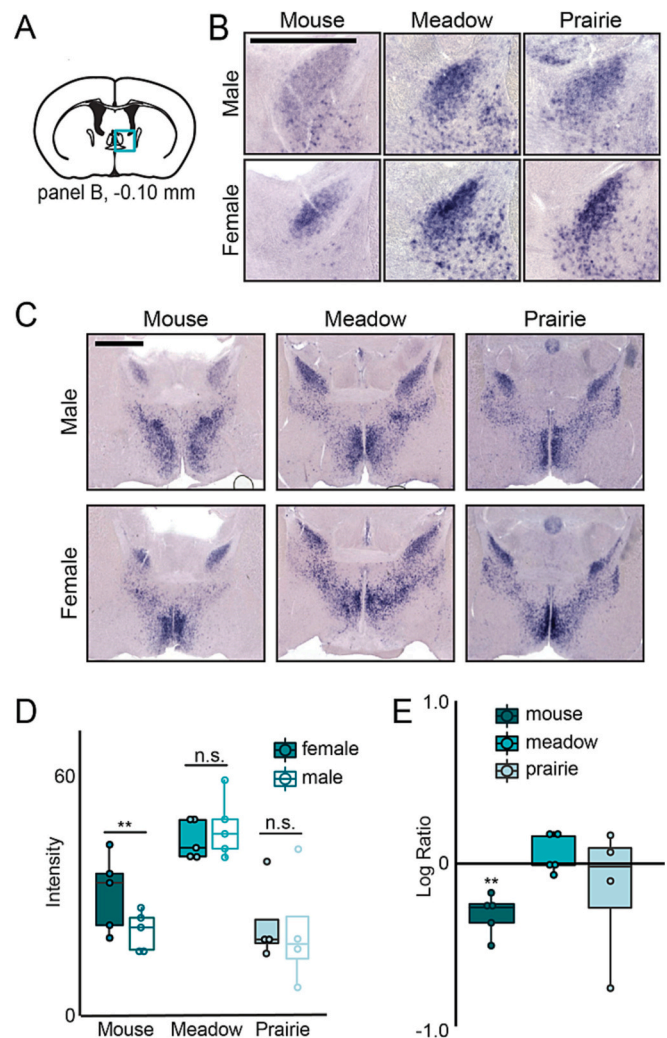 A
panel B, -0.10 mm
B
Mouse
Meadow
Prairie
Male
Female
C
Mouse
Meadow
Prairie
Male
Female
D
Intensity
60
0
**
n.s.
n.s.
female
male
Mouse
Meadow
Prairie
E
Log Ratio
1.0
0
-1.0
mouse
meadow
prairie
**